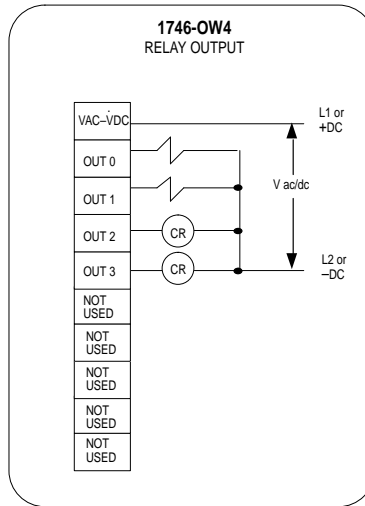 1746-OW4
RELAY OUTPUT
VAC–VDC
L1 or
+DC
OUT 0
OUT 1
V ac/dc
OUT 2
CR
OUT 3
CR
L2 or
–DC
NOT
USED
NOT
USED
NOT
USED
NOT
USED
NOT
USED